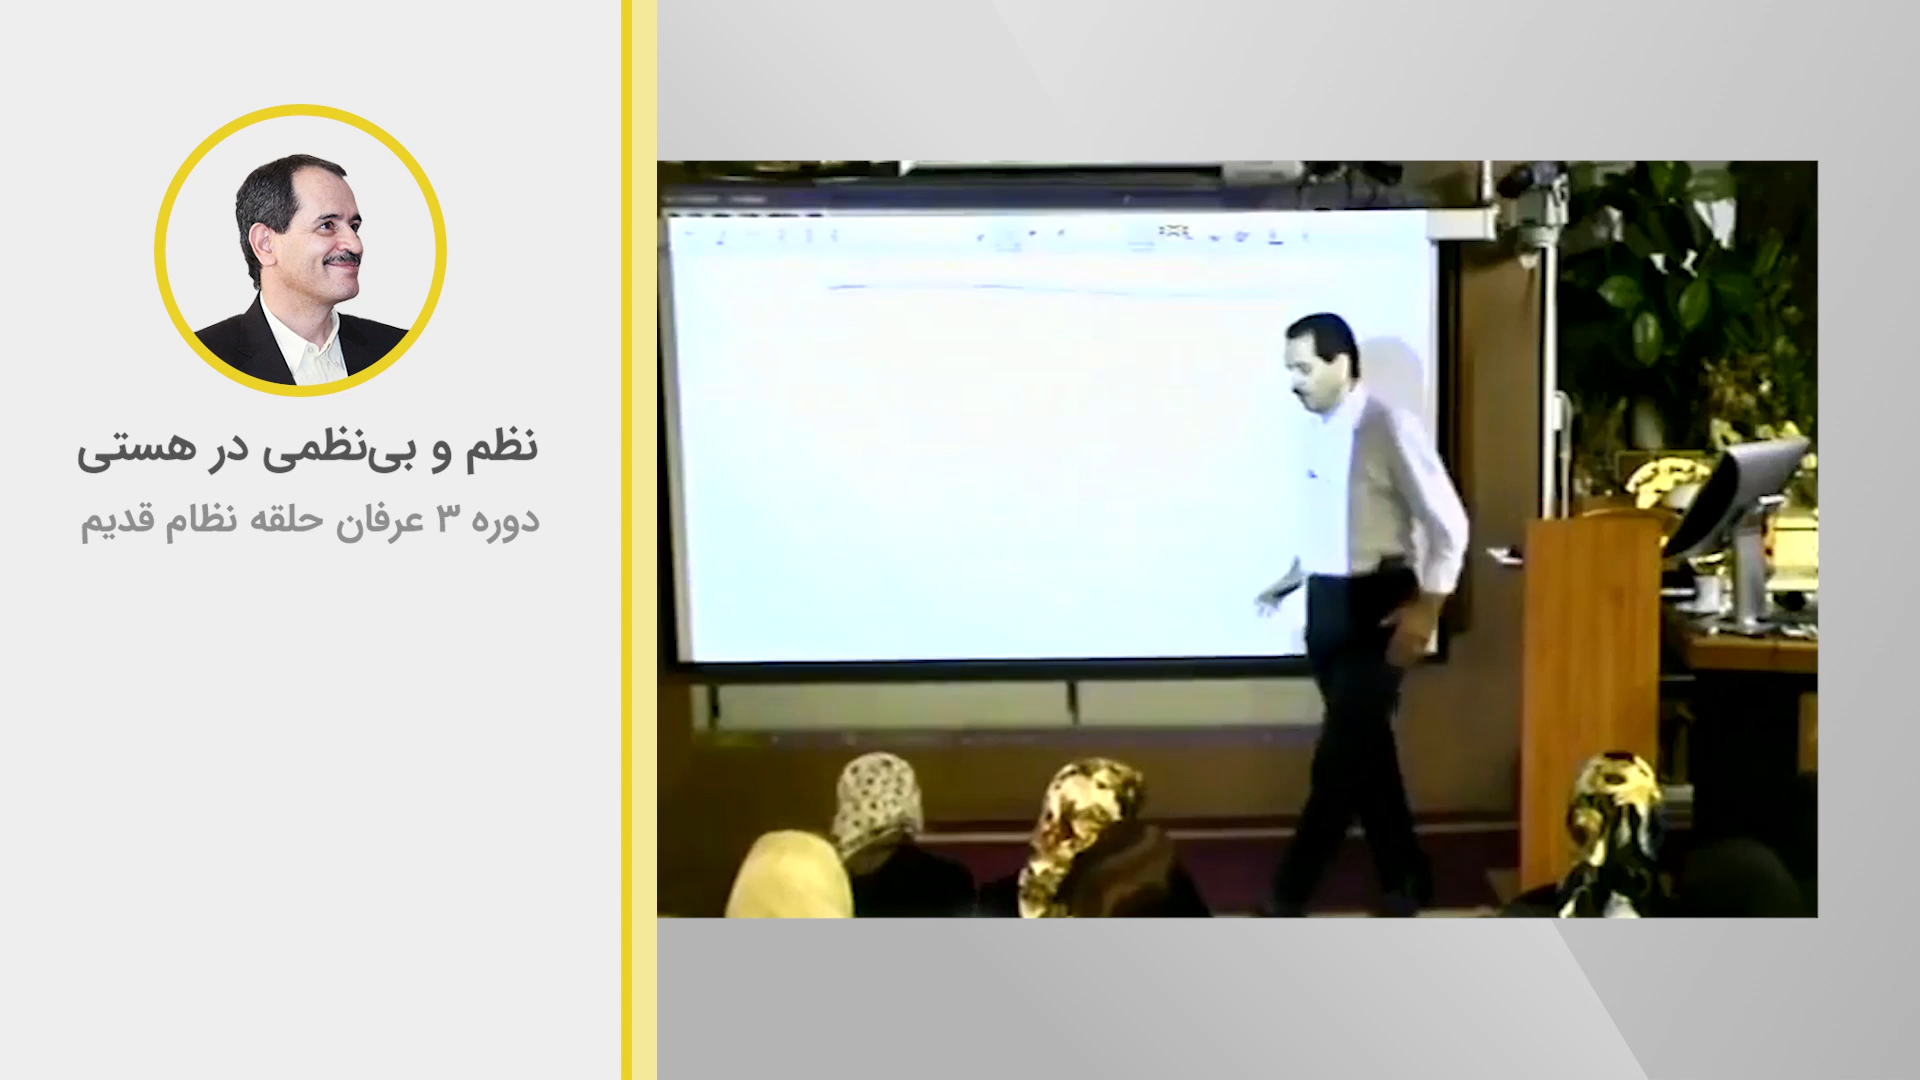 نظم و بی‌نظمی در هستی
دوره ۳ عرفان حلقه نظام قدیم